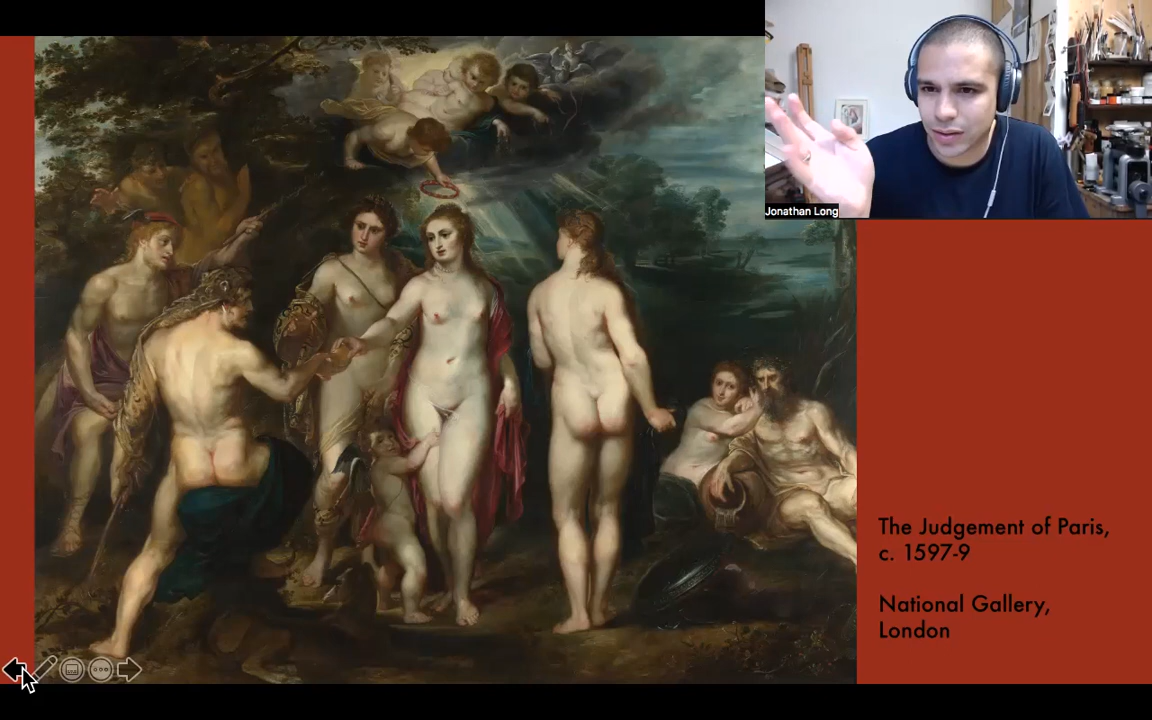 Jonathan Long
The Judgement of Paris,
c. 1597-9
National Gallery,
London